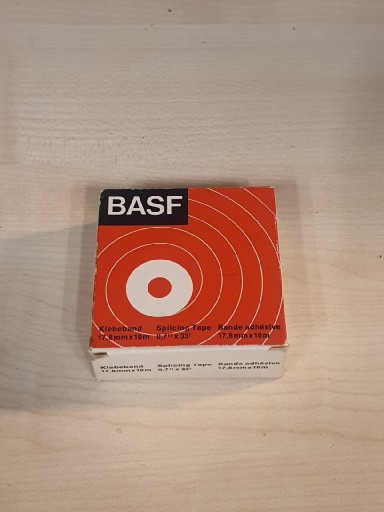 BASF
Klebeband Splicing Tape Bande adhésive
17,8mm x 10m 0,7" x 33' 17,8mm x 10m
Klebeband Splicing Tape Bande adhésive
17,8mm x 10m 0,7" x 33' 17,8mm x 10m